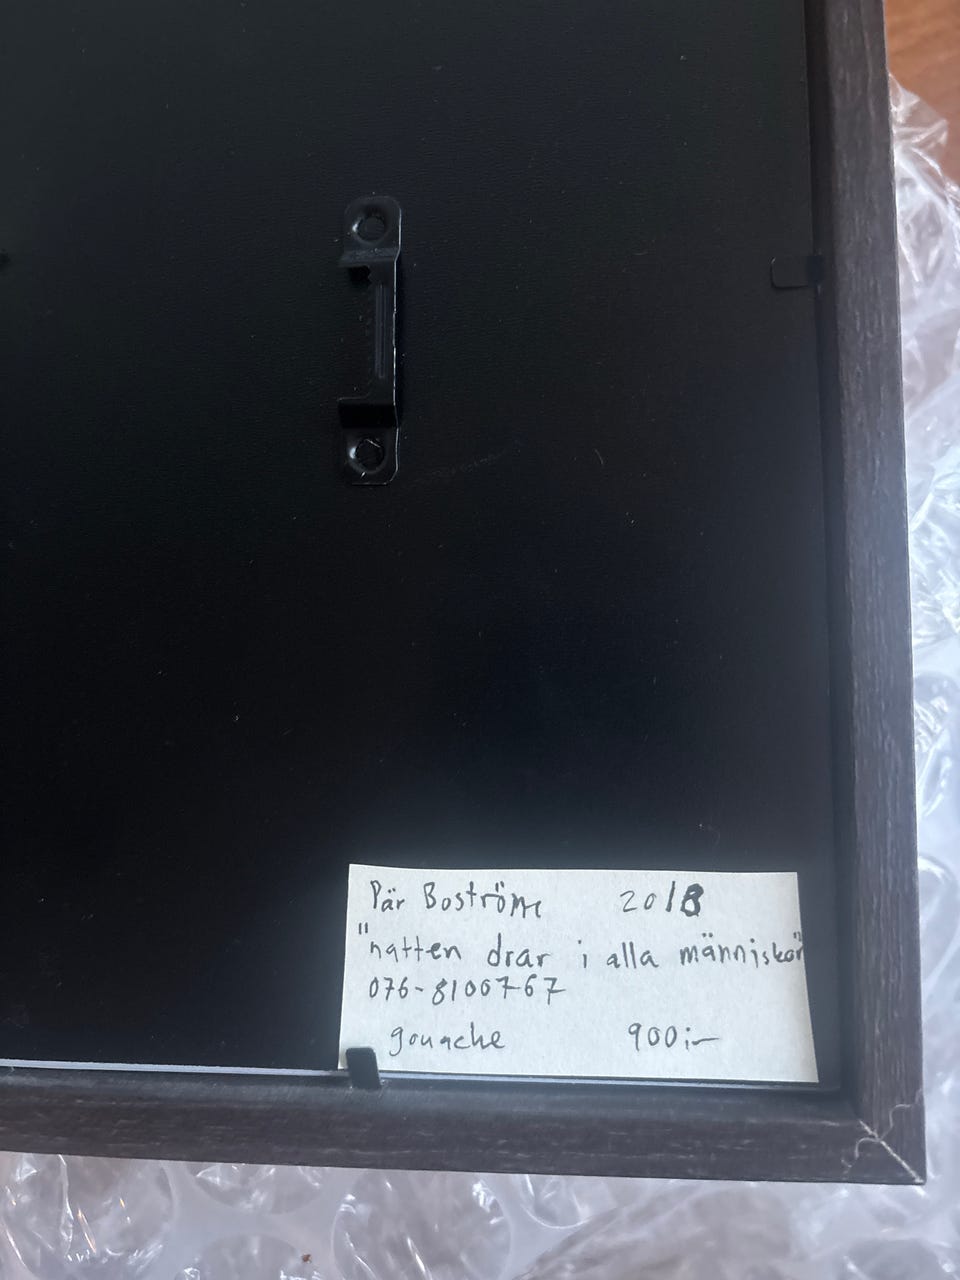 Pär Boström 2018
"natten drar i alla människor"
076-8100767
gouache 900:-